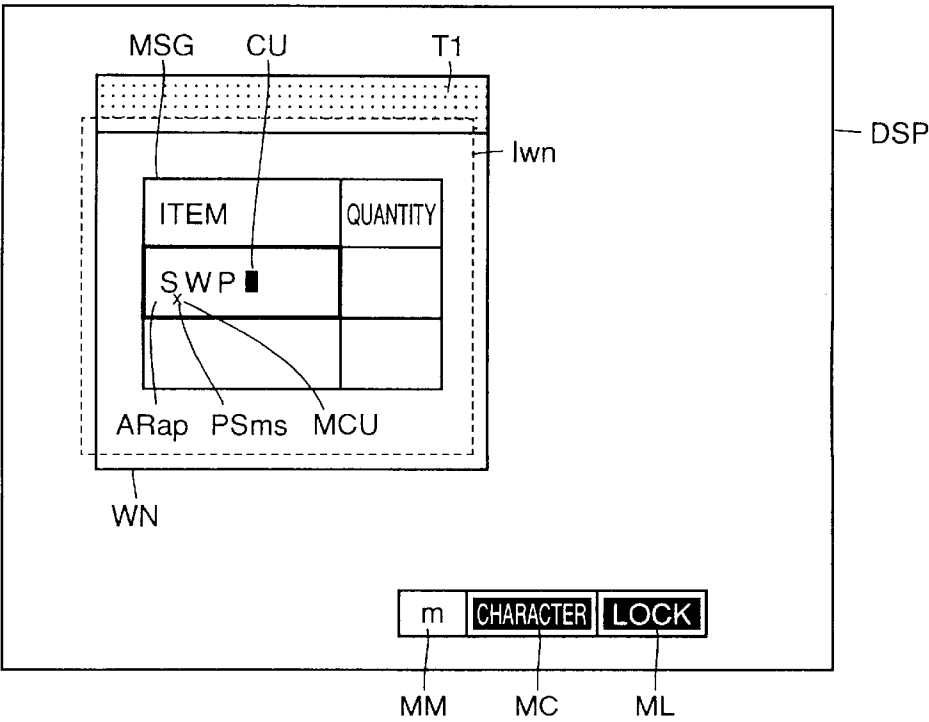 MSG CU T1
DSP
Iwn
ITEM QUANTITY
SWP
x
ARap PSms MCU
WN
m CHARACTER LOCK
MM MC ML